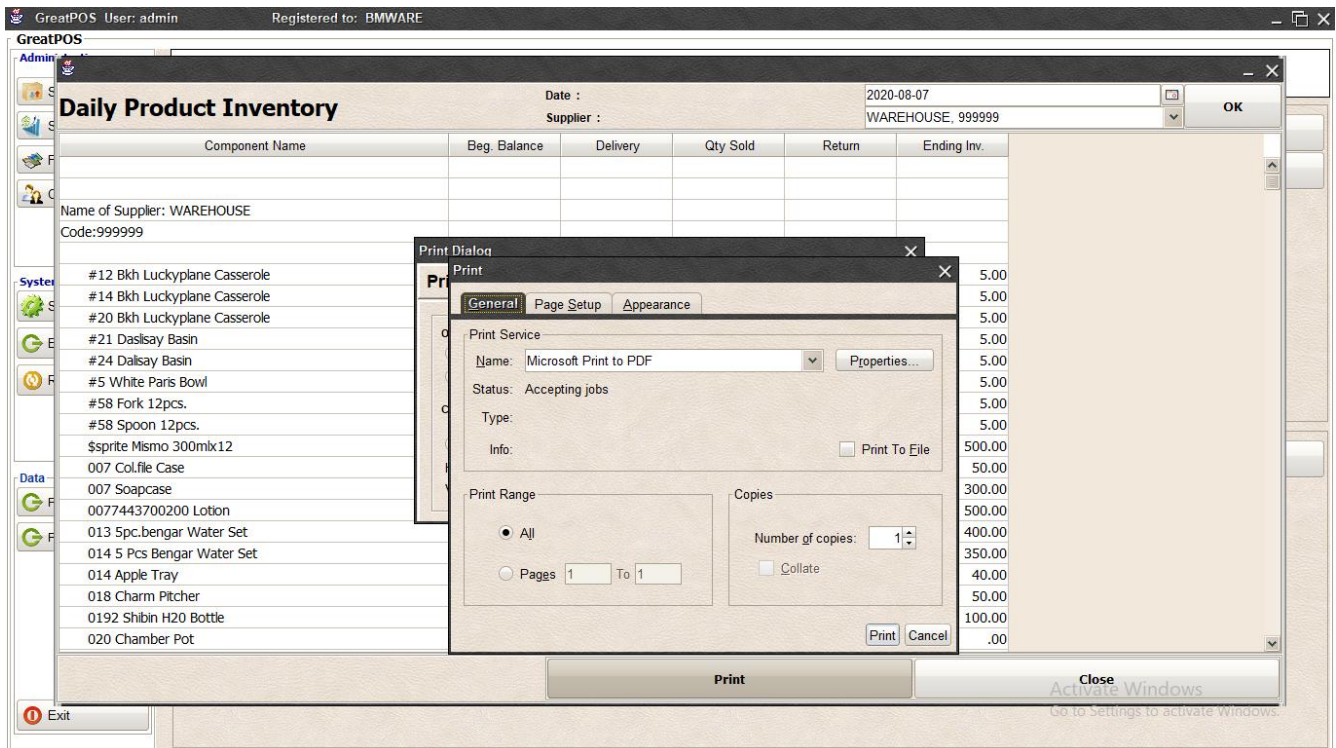 GreatPOS User: admin Registered to: BMWARE
GreatPOS
Admin
Daily Product Inventory
Date : 2020-08-07
Supplier : WAREHOUSE, 999999
OK
Component Name Beg. Balance Delivery Qty Sold Return Ending Inv.
Name of Supplier: WAREHOUSE
Code:999999
Print Dialog
Print
General Page Setup Appearance
Print Service
Name: Microsoft Print to PDF Properties...
Status: Accepting jobs
Type:
Info: Print To File
Print Range
All
Pages 1 To 1
Copies
Number of copies: 1
Collate
Print Cancel
#12 Bkh Luckyplane Casserole 5.00
#14 Bkh Luckyplane Casserole 5.00
#20 Bkh Luckyplane Casserole 5.00
#21 Daslisay Basin 5.00
#24 Dalisay Basin 5.00
#5 White Paris Bowl 5.00
#58 Fork 12pcs. 5.00
#58 Spoon 12pcs. 5.00
$sprite Mismo 300mlx12 500.00
007 Col.file Case 50.00
007 Soapcase 300.00
0077443700200 Lotion 500.00
013 5pc.bengar Water Set 400.00
014 5 Pcs Bengar Water Set 350.00
014 Apple Tray 40.00
018 Charm Pitcher 50.00
0192 Shibin H20 Bottle 100.00
020 Chamber Pot .00
Print
Close
System
Data
Exit
Activate Windows
Go to Settings to activate Windows.